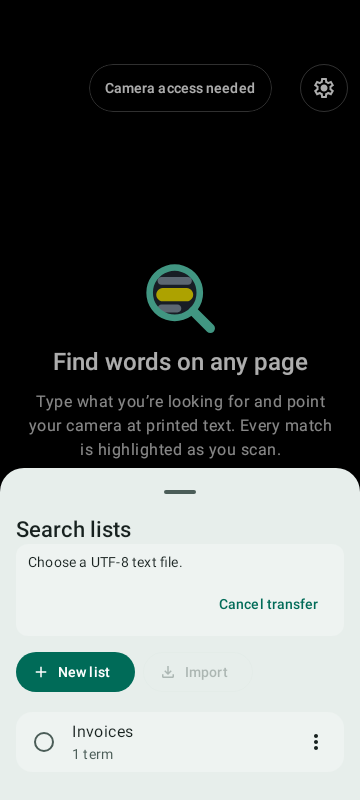 Camera access needed
Find words on any page
Type what you’re looking for and point
your camera at printed text. Every match
is highlighted as you scan.
Search lists
Choose a UTF-8 text file.
Cancel transfer
New list
Import
Invoices
1 term